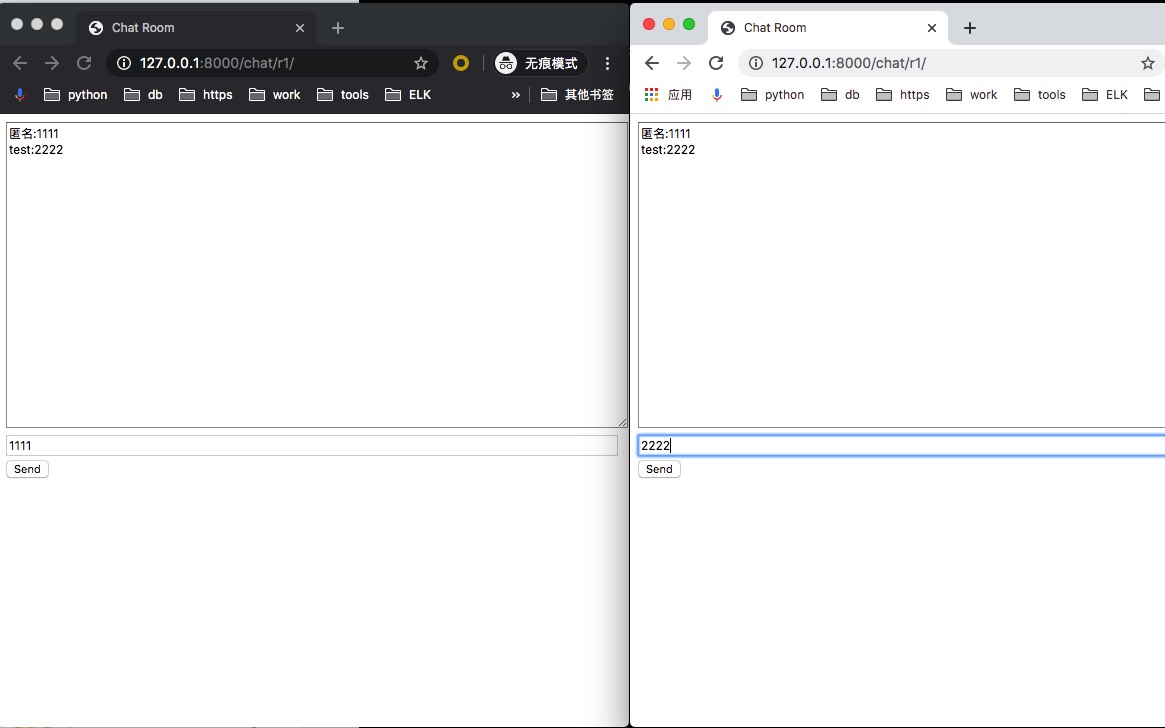 Chat Room
127.0.0.1:8000/chat/r1/
无痕模式
python db https work tools ELK » 其他书签
匿名:1111
test:2222
1111
Send
Chat Room
127.0.0.1:8000/chat/r1/
应用 python db https work tools ELK
匿名:1111
test:2222
2222
Send